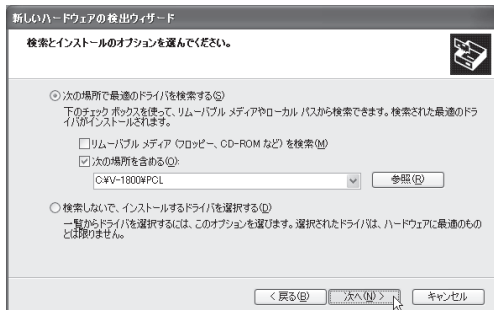 新しいハードウェアの検出ウィザード
検索とインストールのオプションを選んでください。
次の場所で最適のドライバを検索する(S)
下のチェック ボックスを使って、リムーバブル メディアやローカル パスから検索できます。検索された最適のドラ
イバがインストールされます。
リムーバブル メディア (フロッピー、CD-ROM など) を検索(M)
次の場所を含める(O):
C:¥V-1800¥PCL
参照(R)
検索しないで、インストールするドライバを選択する(D)
一覧からドライバを選択するには、このオプションを選びます。選択されたドライバは、ハードウェアに最適のもの
とは限りません。
< 戻る(B)
次へ(N) >
キャンセル